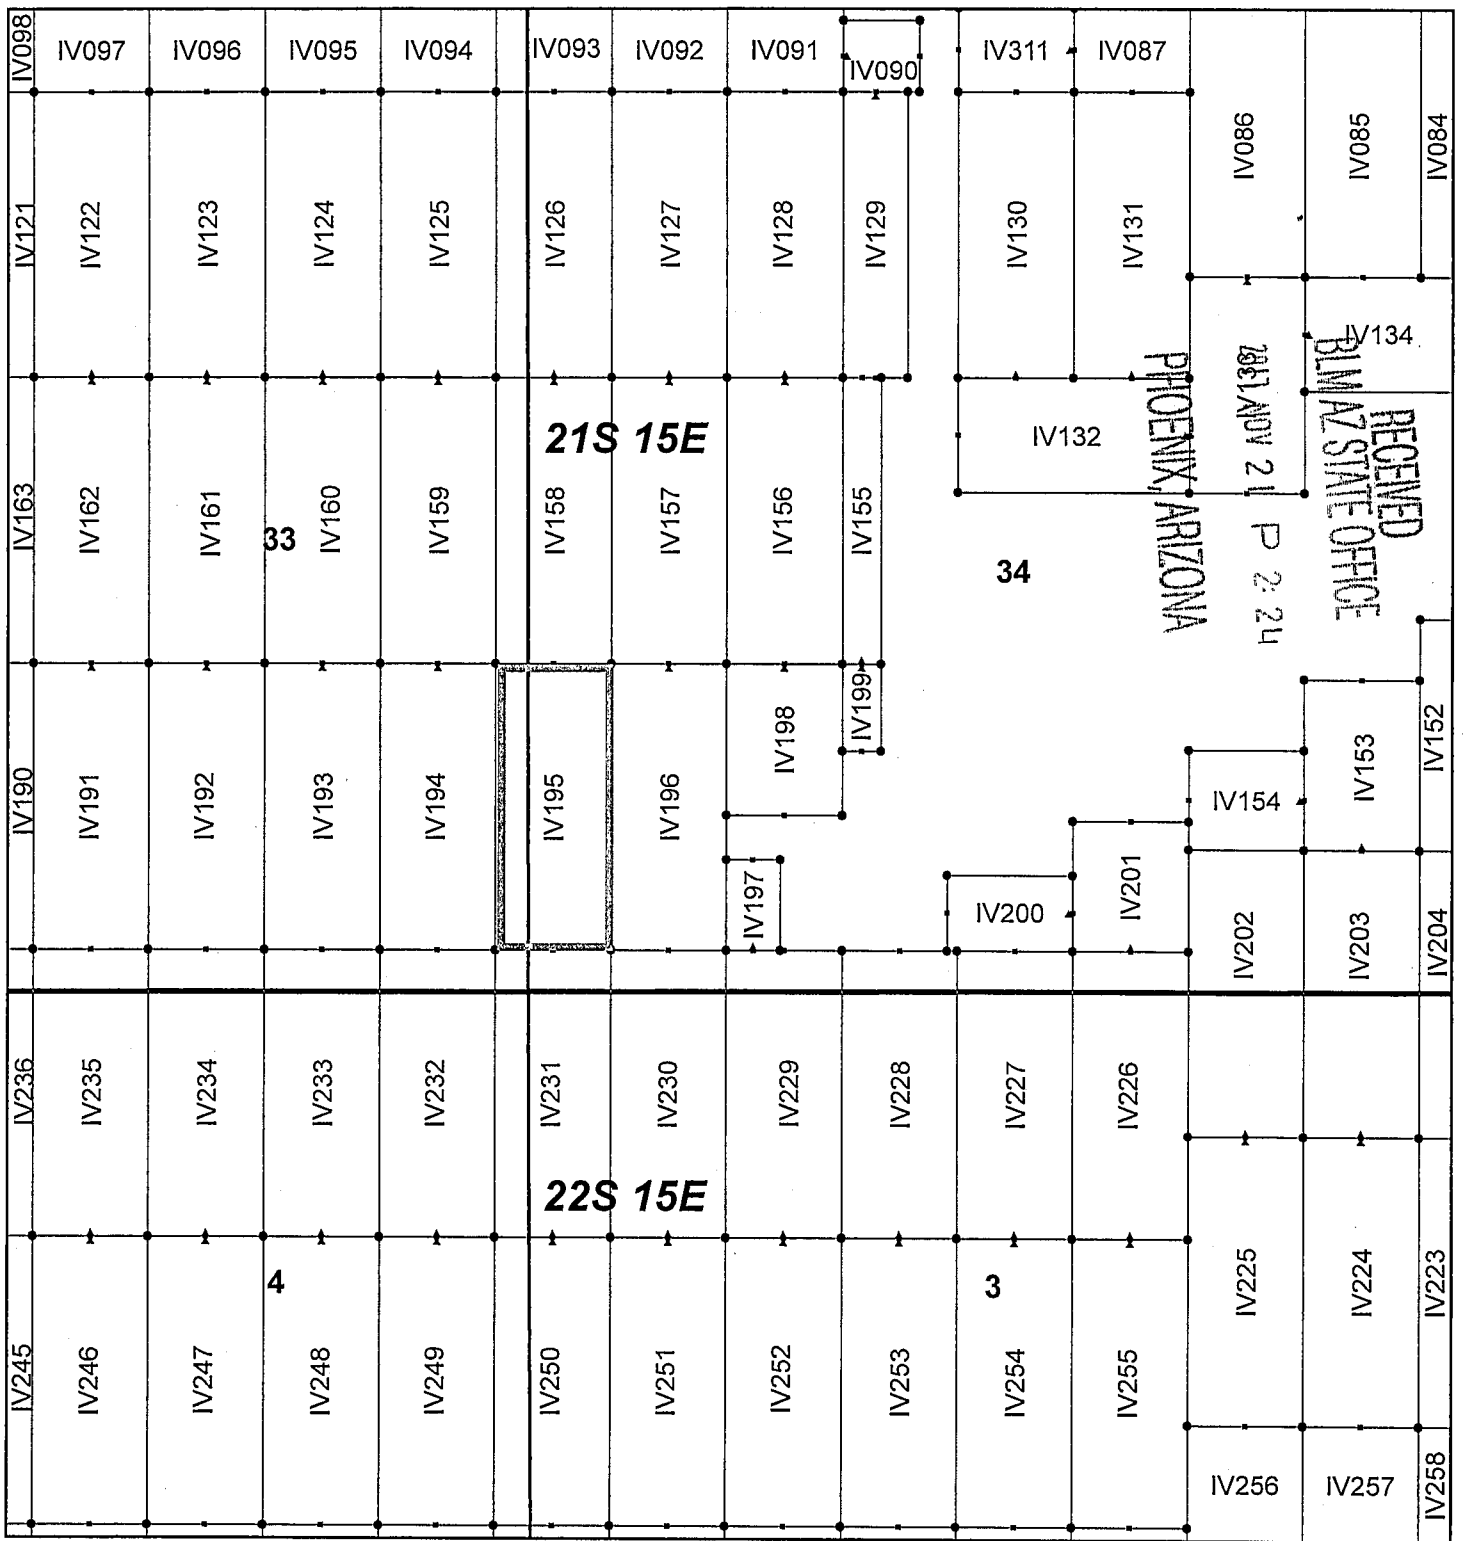 IV098 IV097 IV096 IV095 IV094 IV093 IV092 IV091 IV090 IV311 IV087
IV086 IV085 IV084
IV121 IV122 IV123 IV124 IV125 IV126 IV127 IV128 IV129 IV130 IV131
IV134
21S 15E
IV132
IV163 IV162 IV161 IV160 IV159 IV158 IV157 IV156 IV155
33
34
RECEIVED
BLM AZ STATE OFFICE
NOV 21 P 2:24
PHOENIX, ARIZONA
IV190 IV191 IV192 IV193 IV194 IV195 IV196 IV198 IV199 IV154 IV153 IV152
IV197 IV200 IV201
IV202 IV203 IV204
IV236 IV235 IV234 IV233 IV232 IV231 IV230 IV229 IV228 IV227 IV226
22S 15E
4
3
IV225 IV224 IV223
IV245 IV246 IV247 IV248 IV249 IV250 IV251 IV252 IV253 IV254 IV255
IV256 IV257 IV258